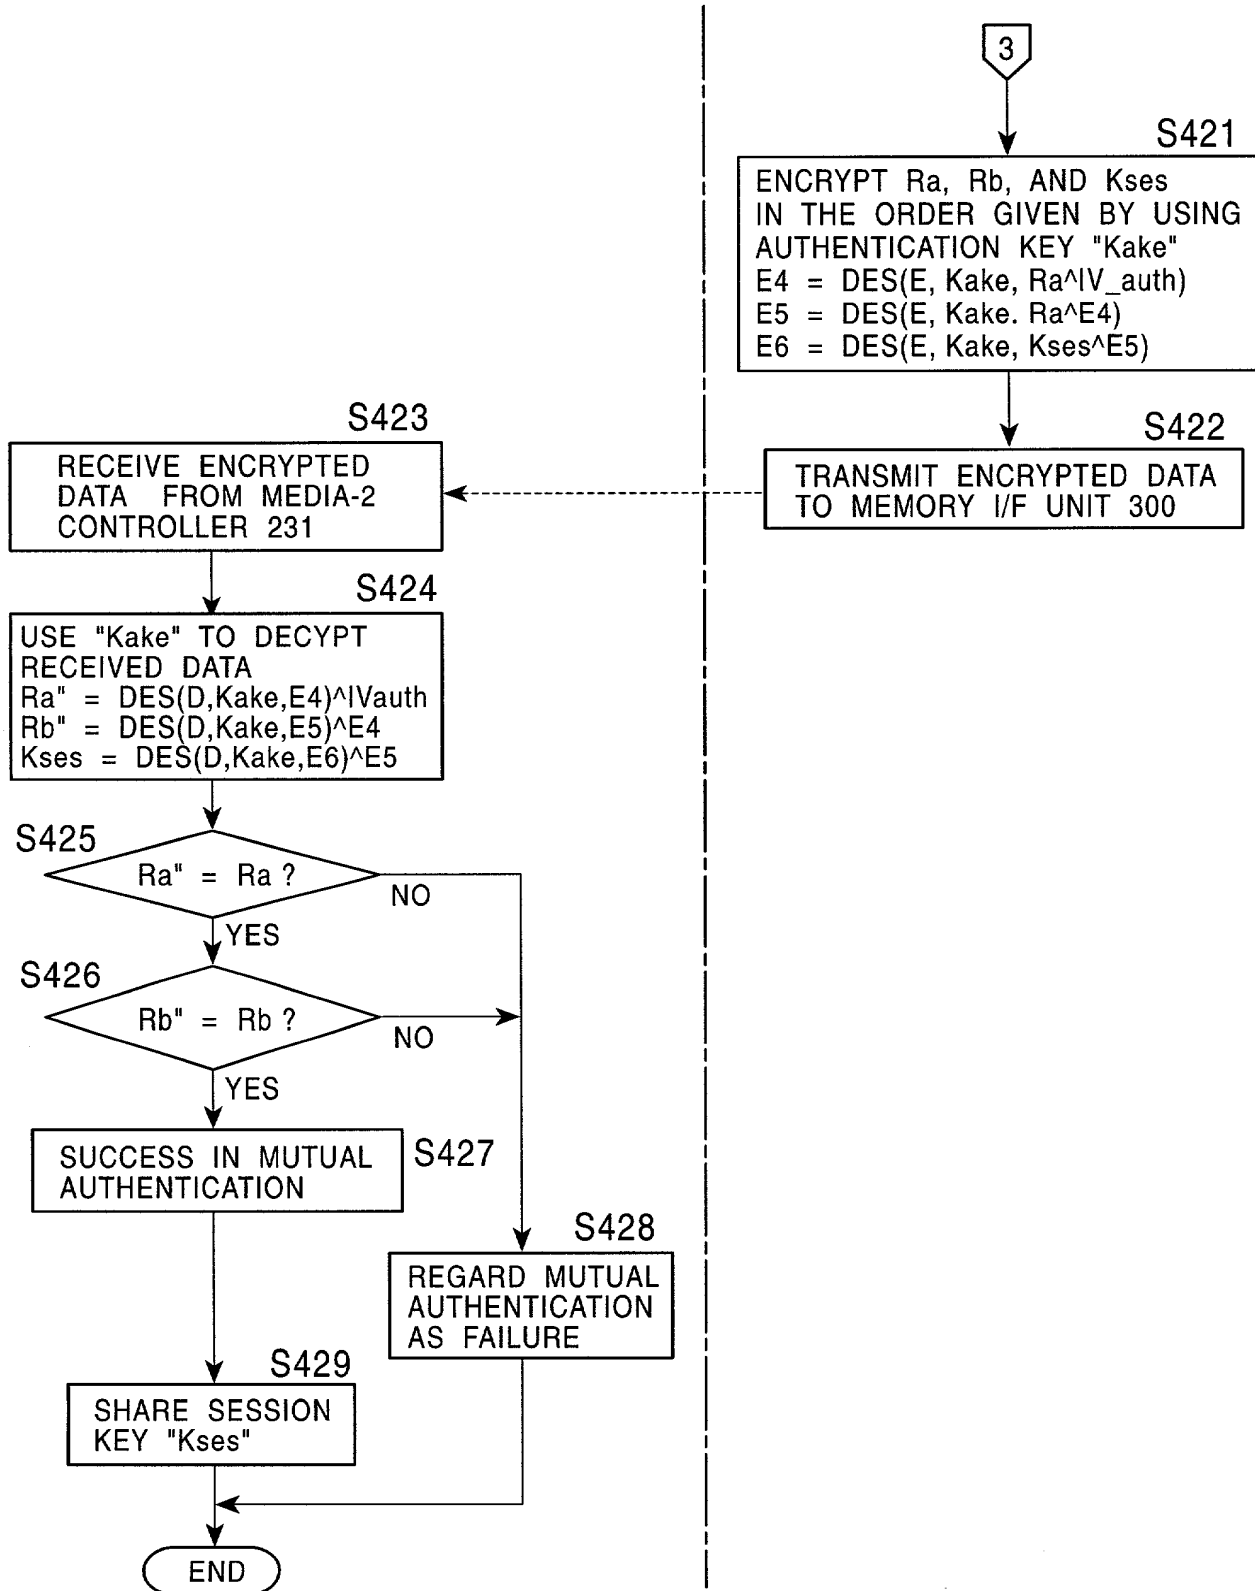 3
S421
ENCRYPT Ra, Rb, AND Kses
IN THE ORDER GIVEN BY USING
AUTHENTICATION KEY "Kake"
E4 = DES(E, Kake, Ra^IV_auth)
E5 = DES(E, Kake. Ra^E4)
E6 = DES(E, Kake, Kses^E5)
S422
TRANSMIT ENCRYPTED DATA
TO MEMORY I/F UNIT 300
S423
RECEIVE ENCRYPTED
DATA FROM MEDIA-2
CONTROLLER 231
S424
USE "Kake" TO DECYPT
RECEIVED DATA
Ra" = DES(D,Kake,E4)^IVauth
Rb" = DES(D,Kake,E5)^E4
Kses = DES(D,Kake,E6)^E5
S425
Ra" = Ra ?
NO
YES
S426
Rb" = Rb ?
NO
YES
SUCCESS IN MUTUAL
AUTHENTICATION
S427
S428
REGARD MUTUAL
AUTHENTICATION
AS FAILURE
S429
SHARE SESSION
KEY "Kses"
END